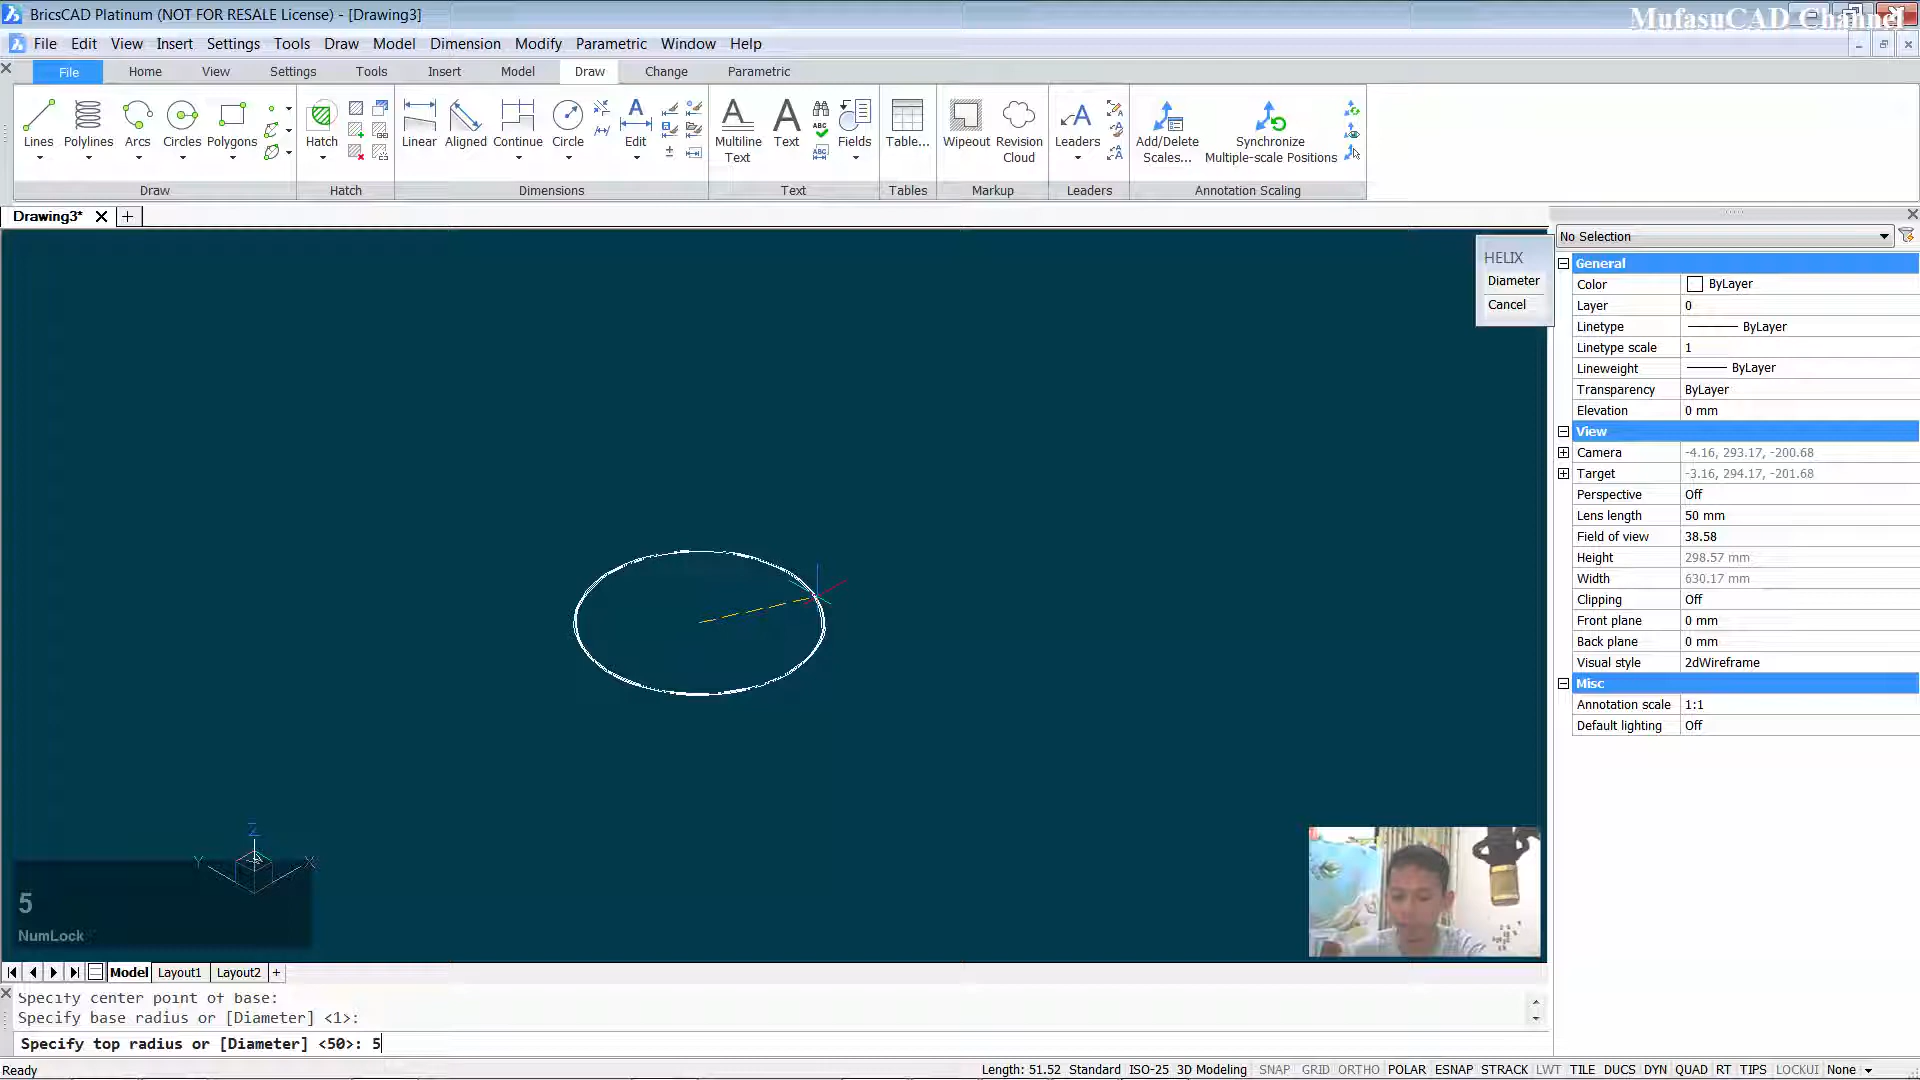 BricsCAD Platinum (NOT FOR RESALE License) - [Drawing3]
MufasuCAD Channel
File Edit View Insert Settings Tools Draw Model Dimension Modify Parametric Window Help
File Home View Settings Tools Insert Model Draw Change Parametric
Lines Polylines Arcs Circles Polygons Hatch Linear Aligned Continue Circle Edit Multiline Text Text Fields Table... Wipeout Revision Cloud Leaders Add/Delete Scales... Synchronize Multiple-scale Positions
Draw Hatch Dimensions Text Tables Markup Leaders Annotation Scaling
Drawing3*
No Selection
HELIX
Diameter
Cancel
General
Color ByLayer
Layer 0
Linetype ByLayer
Linetype scale 1
Lineweight ByLayer
Transparency ByLayer
Elevation 0 mm
View
Camera -4.16, 293.17, -200.68
Target -3.16, 294.17, -201.68
Perspective Off
Lens length 50 mm
Field of view 38.58
Height 298.57 mm
Width 630.17 mm
Clipping Off
Front plane 0 mm
Back plane 0 mm
Visual style 2dWireframe
Misc
Annotation scale 1:1
Default lighting Off
Z
Y X
5
NumLock
Model Layout1 Layout2 +
Specify center point of base:
Specify base radius or [Diameter] <1>:
Specify top radius or [Diameter] <50>: 5
Ready Length: 51.52 Standard ISO-25 3D Modeling SNAP GRID ORTHO POLAR ESNAP STRACK LWT TILE DUCS DYN QUAD RT TIPS LOCKUI None